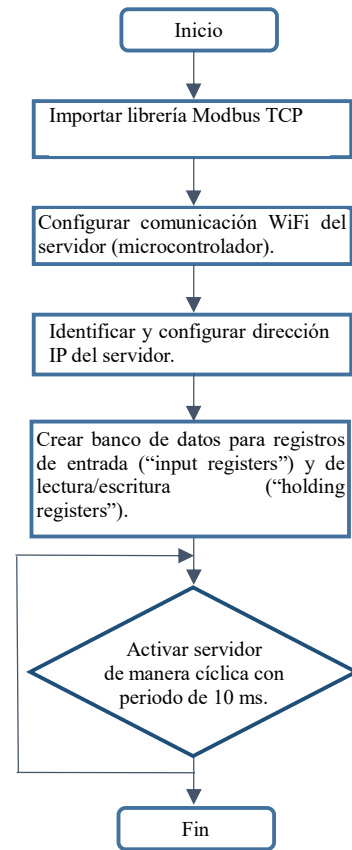 Inicio
Importar librería Modbus TCP
Configurar comunicación WiFi del
servidor (microcontrolador).
Identificar y configurar dirección
IP del servidor.
Crear banco de datos para registros
de entrada (“input registers”) y de
lectura/escritura (“holding
registers”).
Activar servidor
de manera cíclica con
periodo de 10 ms.
Fin